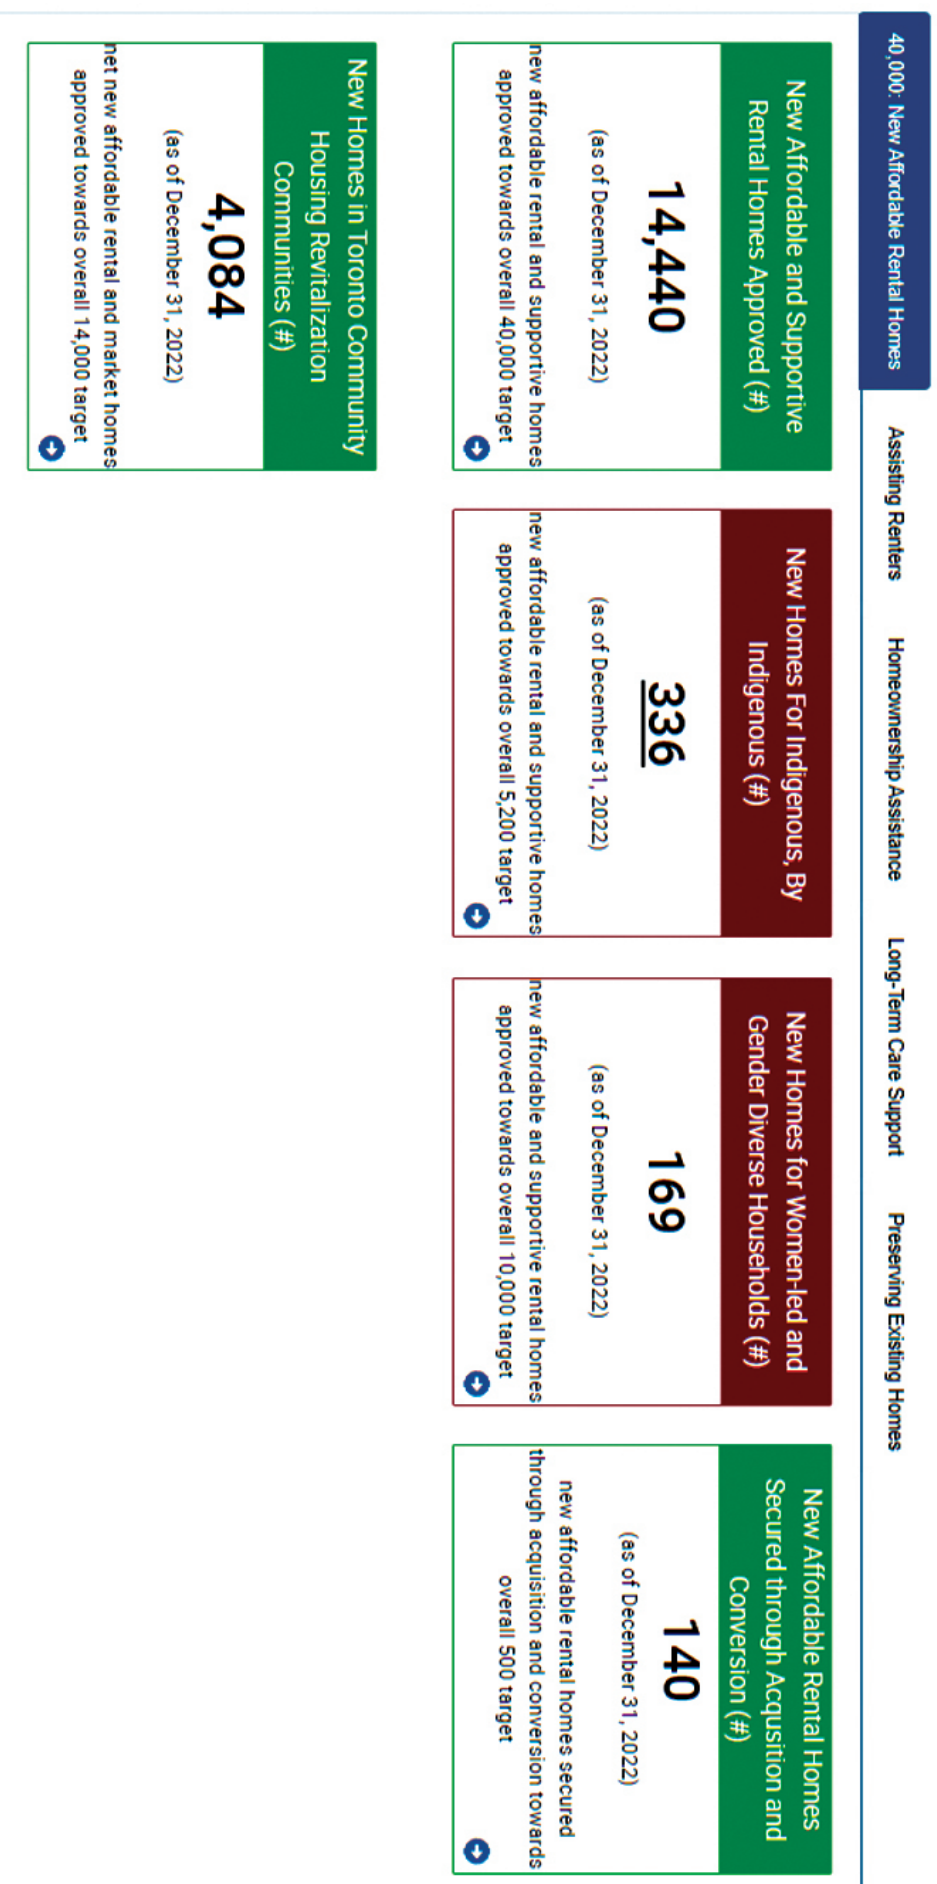 40,000: New Affordable Rental Homes
Assisting Renters
Homeownership Assistance
Long-Term Care Support
Preserving Existing Homes
New Affordable and Supportive
Rental Homes Approved (#)
14,440
(as of December 31, 2022)
new affordable rental and supportive homes
approved towards overall 40,000 target
New Homes For Indigenous, By
Indigenous (#)
336
(as of December 31, 2022)
new affordable rental and supportive homes
approved towards overall 5,200 target
New Homes for Women-led and
Gender Diverse Households (#)
169
(as of December 31, 2022)
new affordable and supportive rental homes
approved towards overall 10,000 target
New Affordable Rental Homes
Secured through Acqusition and
Conversion (#)
140
(as of December 31, 2022)
new affordable rental homes secured
through acquisition and conversion towards
overall 500 target
New Homes in Toronto Community
Housing Revitalization
Communities (#)
4,084
(as of December 31, 2022)
net new affordable rental and market homes
approved towards overall 14,000 target